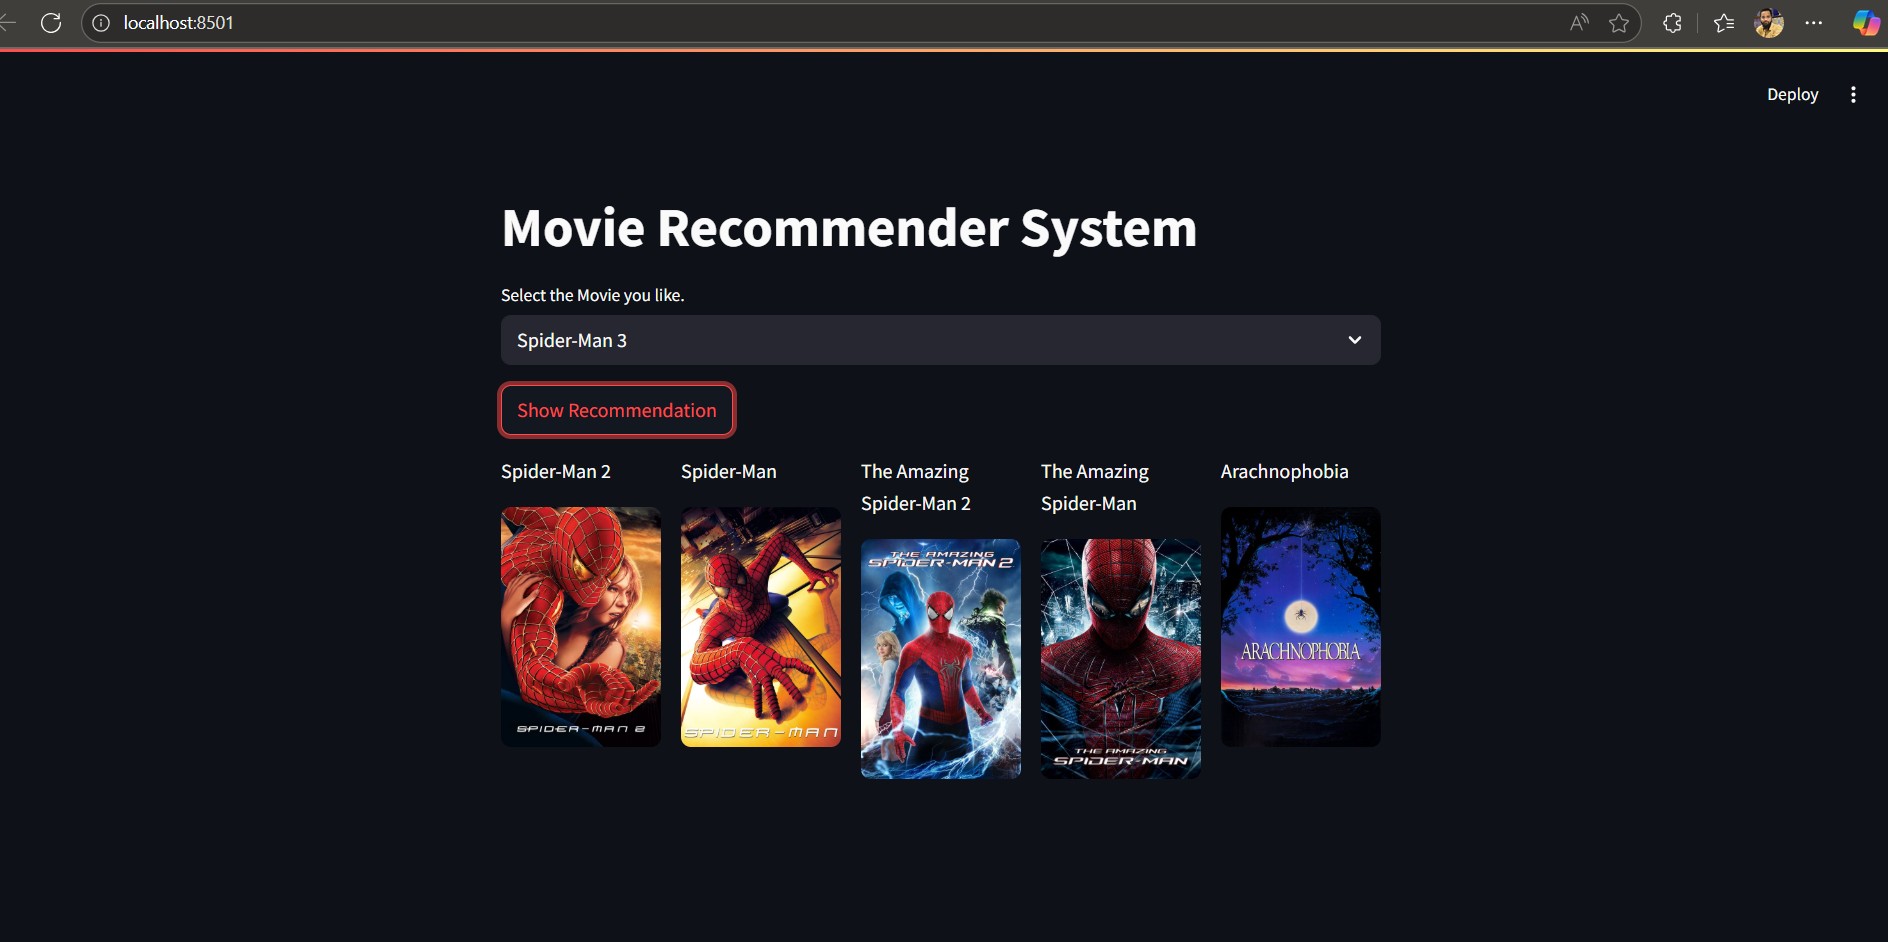 localhost:8501
Deploy
Movie Recommender System
Select the Movie you like.
Spider-Man 3
Show Recommendation
Spider-Man 2
Spider-Man
The Amazing
Spider-Man 2
The Amazing
Spider-Man
Arachnophobia
SPIDER-MAN 2
SPIDER-MAN
THE AMAZING
SPIDER-MAN 2
THE AMAZING
SPIDER-MAN
ARACHNOPHOBIA